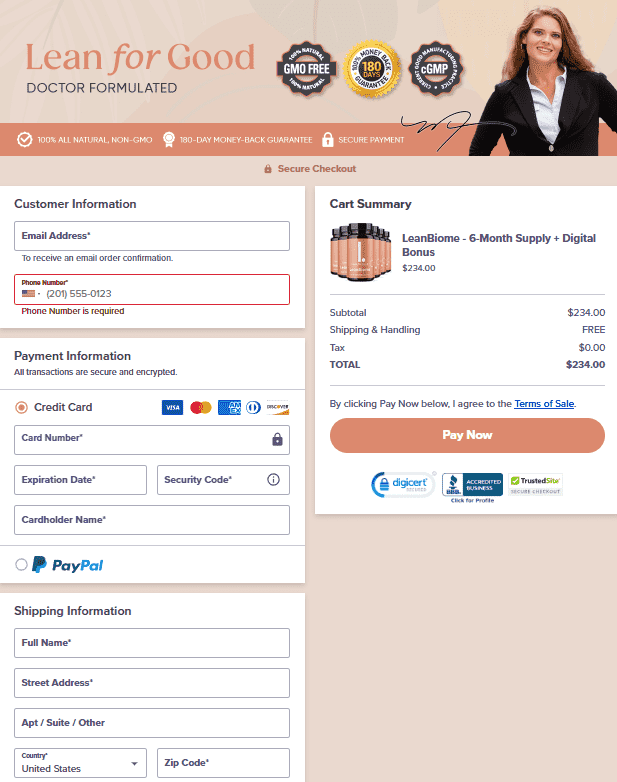 Lean for Good
DOCTOR FORMULATED
100% NATURAL
GMO FREE
100% NATURAL
100% MONEY BACK
180 DAYS
GUARANTEE
GOOD MANUFACTURING
cGMP
CURRENT GOOD MANUFACTURING PRACTICE
100% ALL NATURAL, NON-GMO
180-DAY MONEY-BACK GUARANTEE
SECURE PAYMENT
Secure Checkout
Customer Information
Email Address*
To receive an email order confirmation.
Phone Number*
(201) 555-0123
Phone Number is required
Payment Information
All transactions are secure and encrypted.
Credit Card
VISA
AM EX
DISCOVER
Card Number*
Expiration Date*
Security Code*
Cardholder Name*
PayPal
Shipping Information
Full Name*
Street Address*
Apt / Suite / Other
Country*
United States
Zip Code*
Cart Summary
LeanBiome - 6-Month Supply + Digital
Bonus
$234.00
Subtotal $234.00
Shipping & Handling FREE
Tax $0.00
TOTAL $234.00
By clicking Pay Now below, I agree to the Terms of Sale.
Pay Now
digicert
SECURED
BBB
ACCREDITED
BUSINESS
Click for Profile
TrustedSite
SECURE CHECKOUT